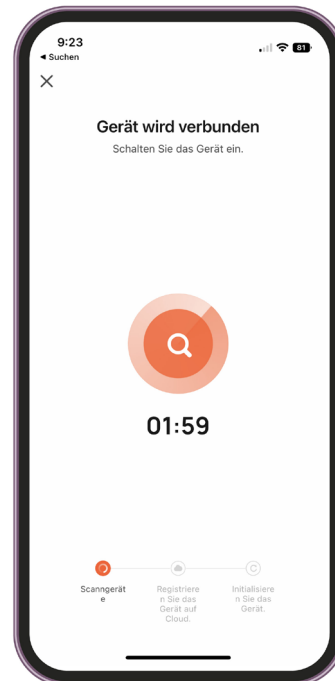 9:23
81
◀ Suchen
Gerät wird verbunden
Schalten Sie das Gerät ein.
01:59
Scanngerät
e
Registriere
n Sie das
Gerät auf
Cloud.
Initialisiere
n Sie das
Gerät.